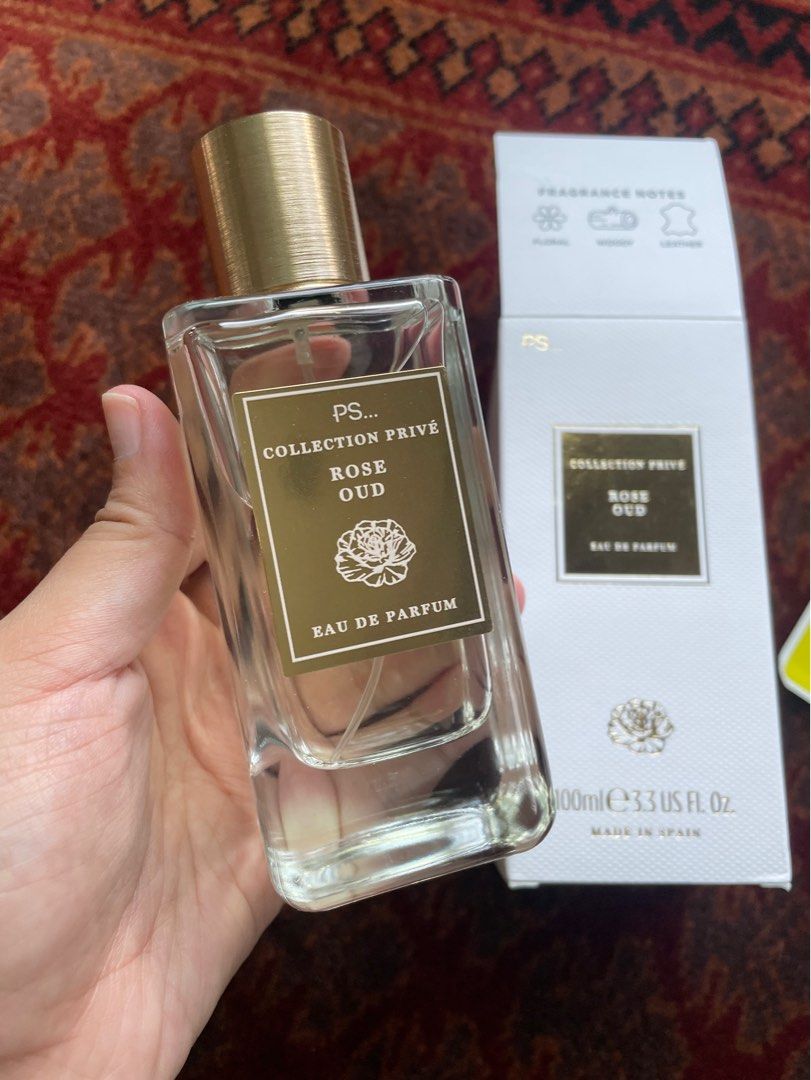 PS...
COLLECTION PRIVÉ
ROSE
OUD
EAU DE PARFUM
FRAGRANCE NOTES
FLORAL WOODY LEATHER
PS...
COLLECTION PRIVÉ
ROSE
OUD
EAU DE PARFUM
100ml℮3.3 US Fl. Oz.
MADE IN SPAIN